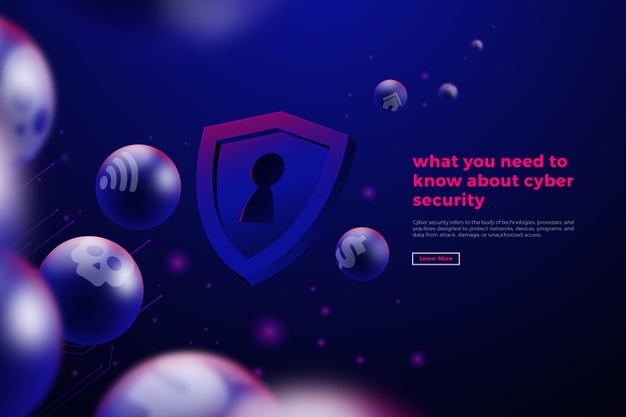 what you need to
know about cyber
security
Cyber security refers to the body of technologies, processes, and
practices designed to protect networks, devices, programs, and
data from attack, damage, or unauthorized access.
Learn More